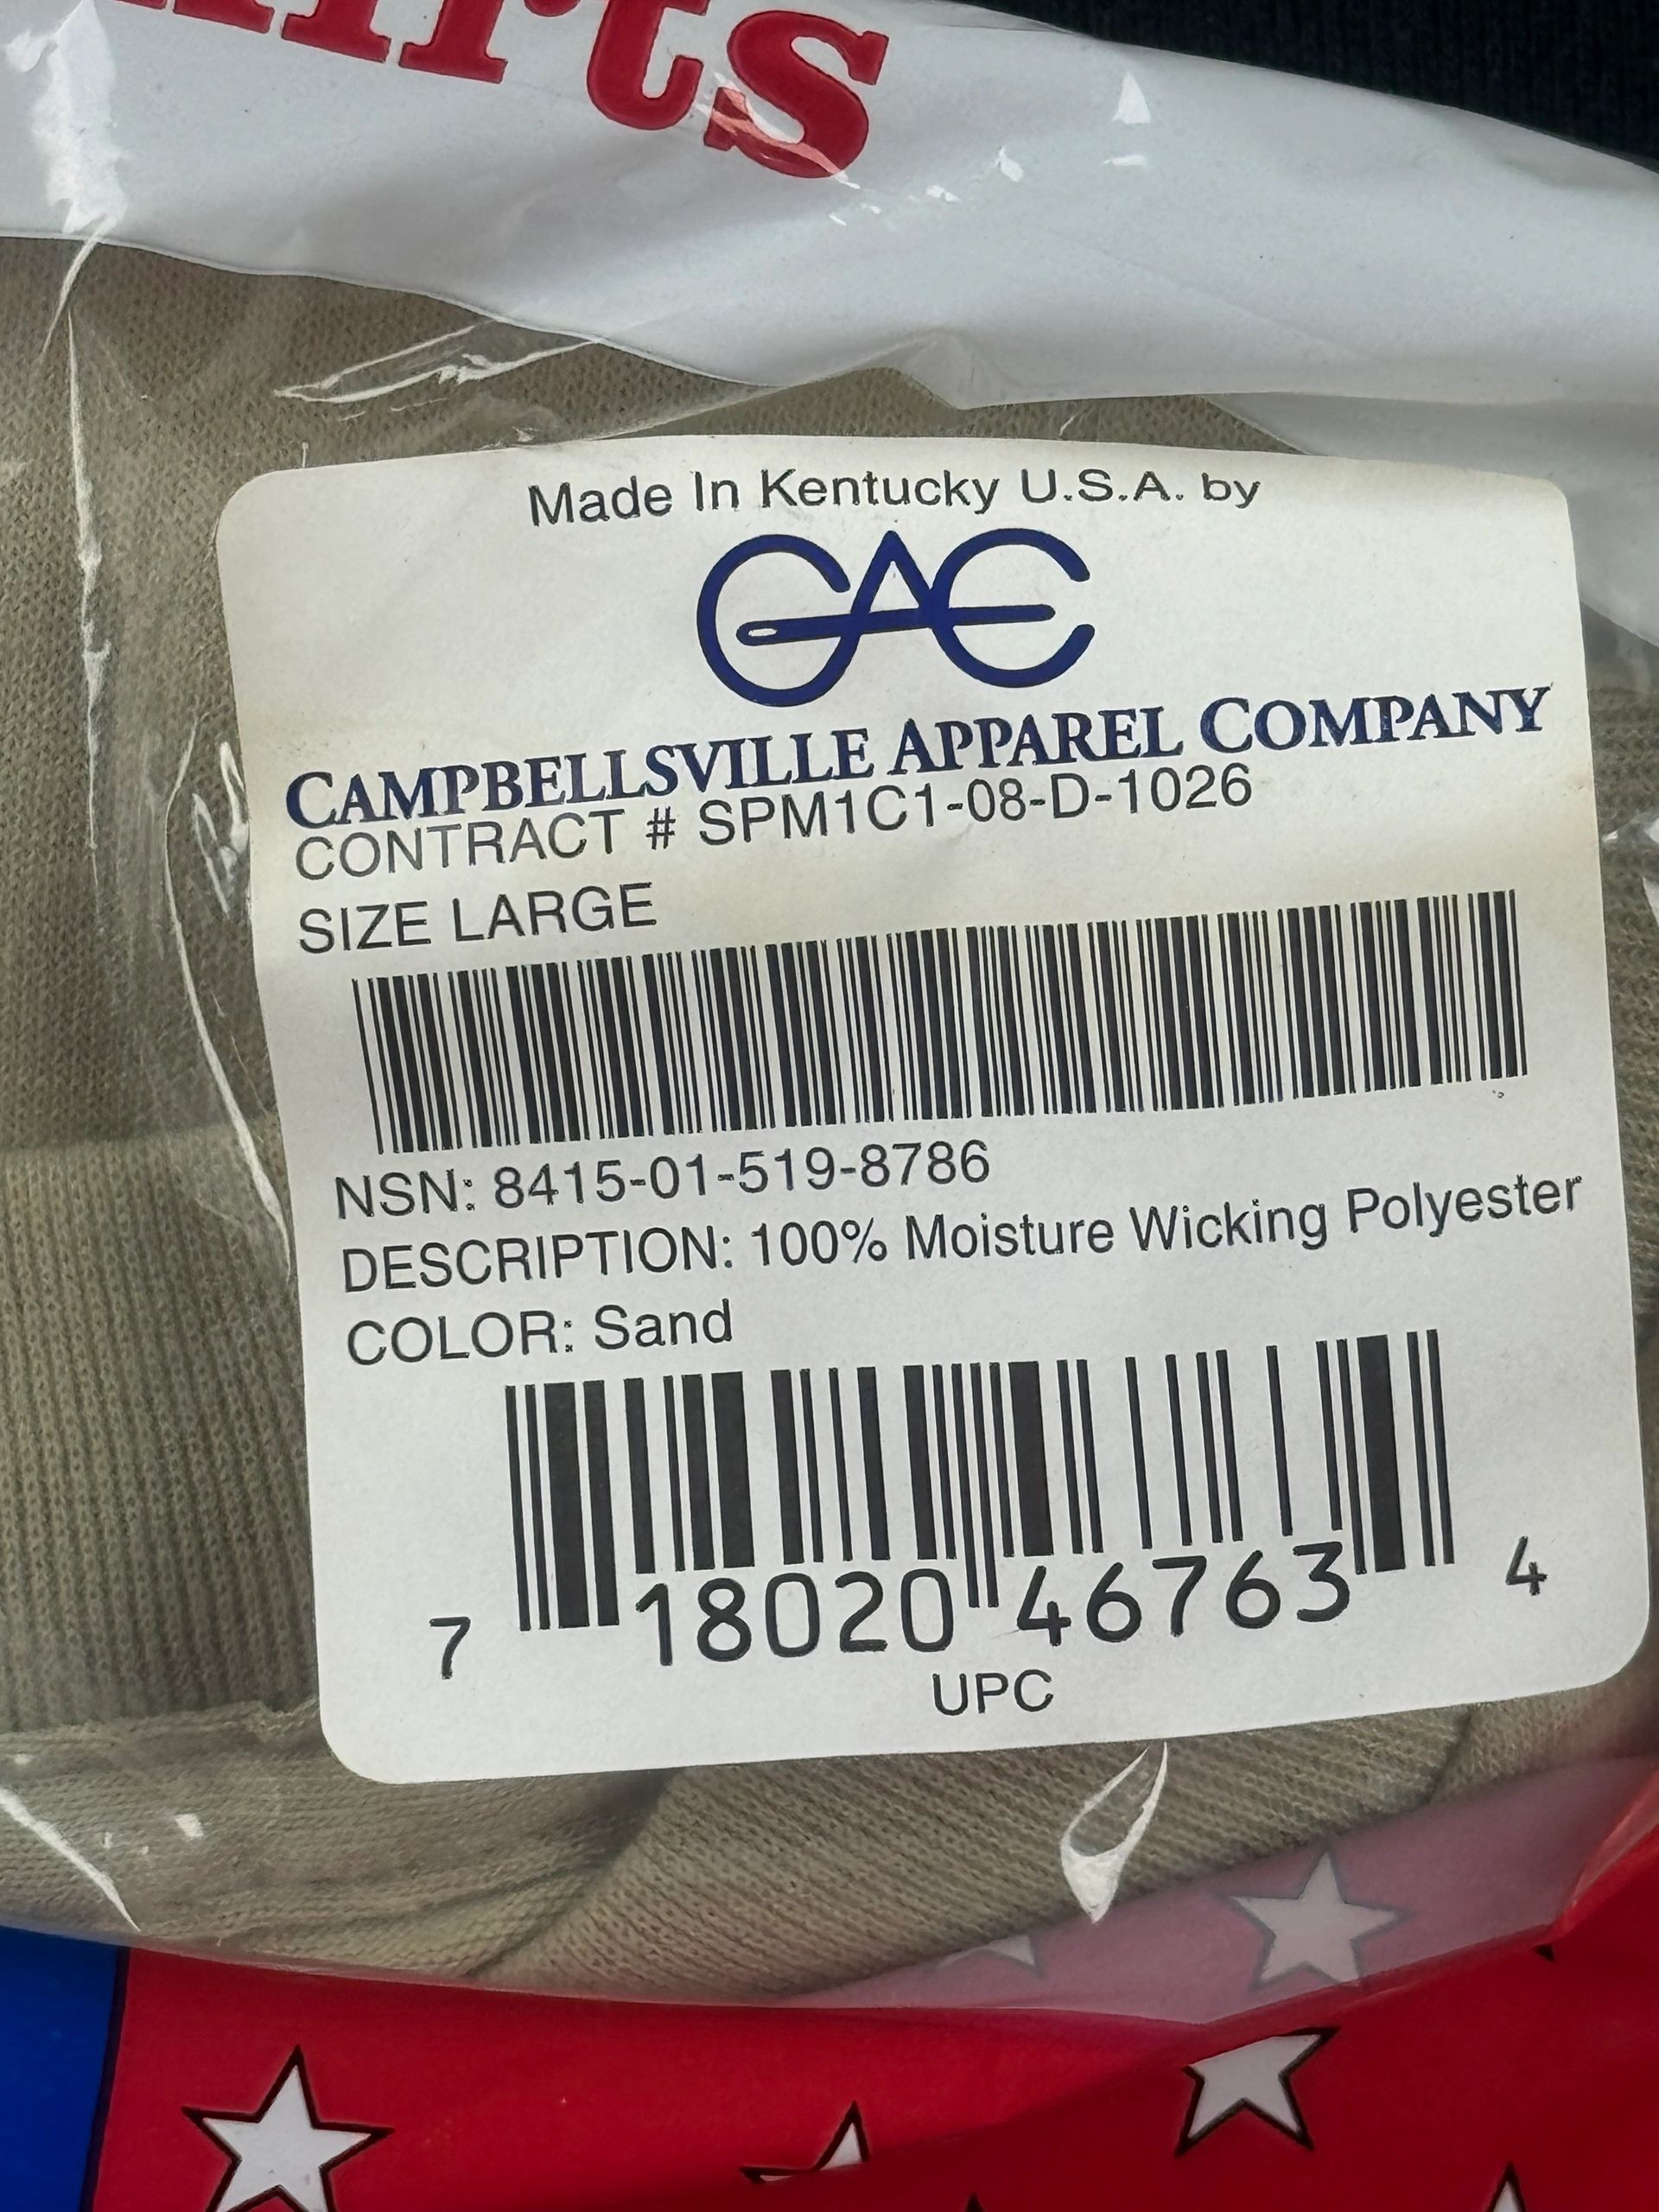 Made In Kentucky U.S.A. by
CAC
CAMPBELLSVILLE APPAREL COMPANY
CONTRACT # SPM1C1-08-D-1026
SIZE LARGE
NSN: 8415-01-519-8786
DESCRIPTION: 100% Moisture Wicking Polyester
COLOR: Sand
7 18020 46763 4
UPC